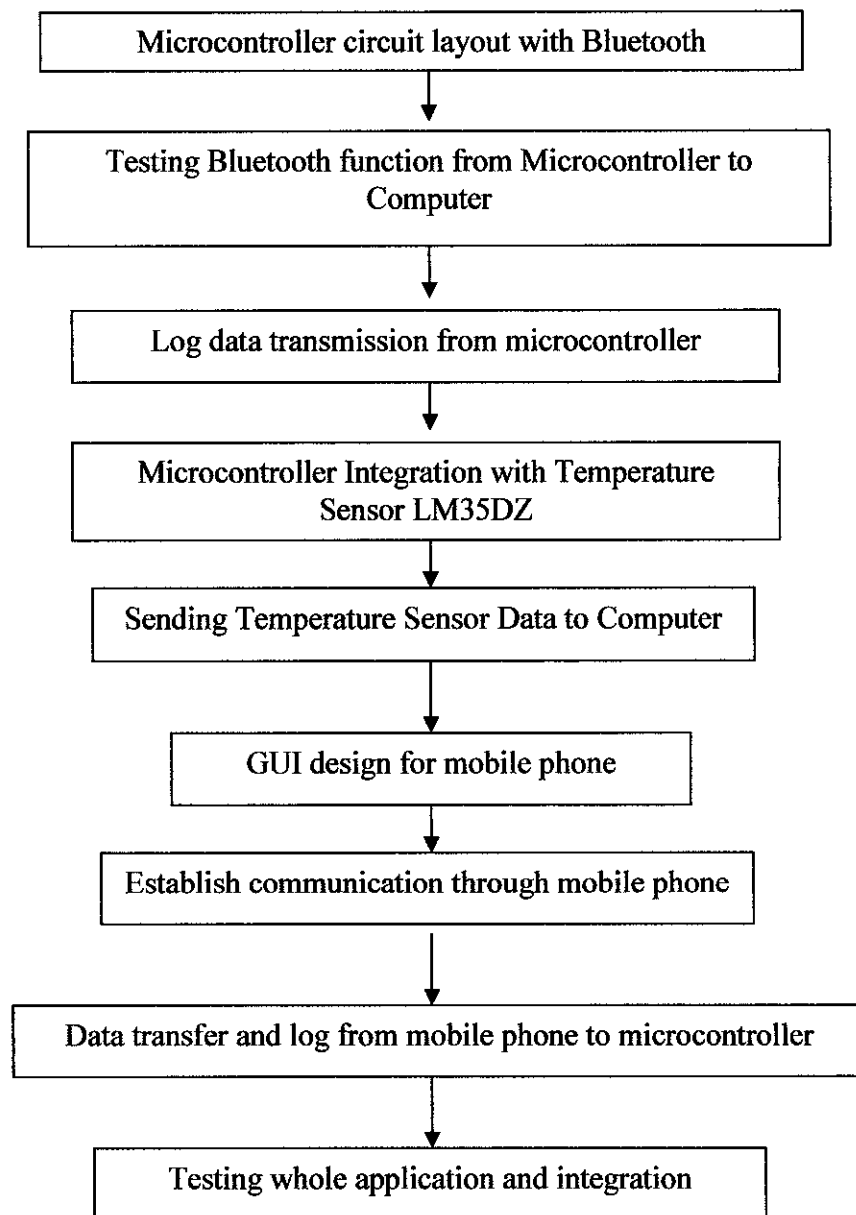 Microcontroller circuit layout with Bluetooth
Testing Bluetooth function from Microcontroller to
Computer
Log data transmission from microcontroller
Microcontroller Integration with Temperature
Sensor LM35DZ
Sending Temperature Sensor Data to Computer
GUI design for mobile phone
Establish communication through mobile phone
Data transfer and log from mobile phone to microcontroller
Testing whole application and integration